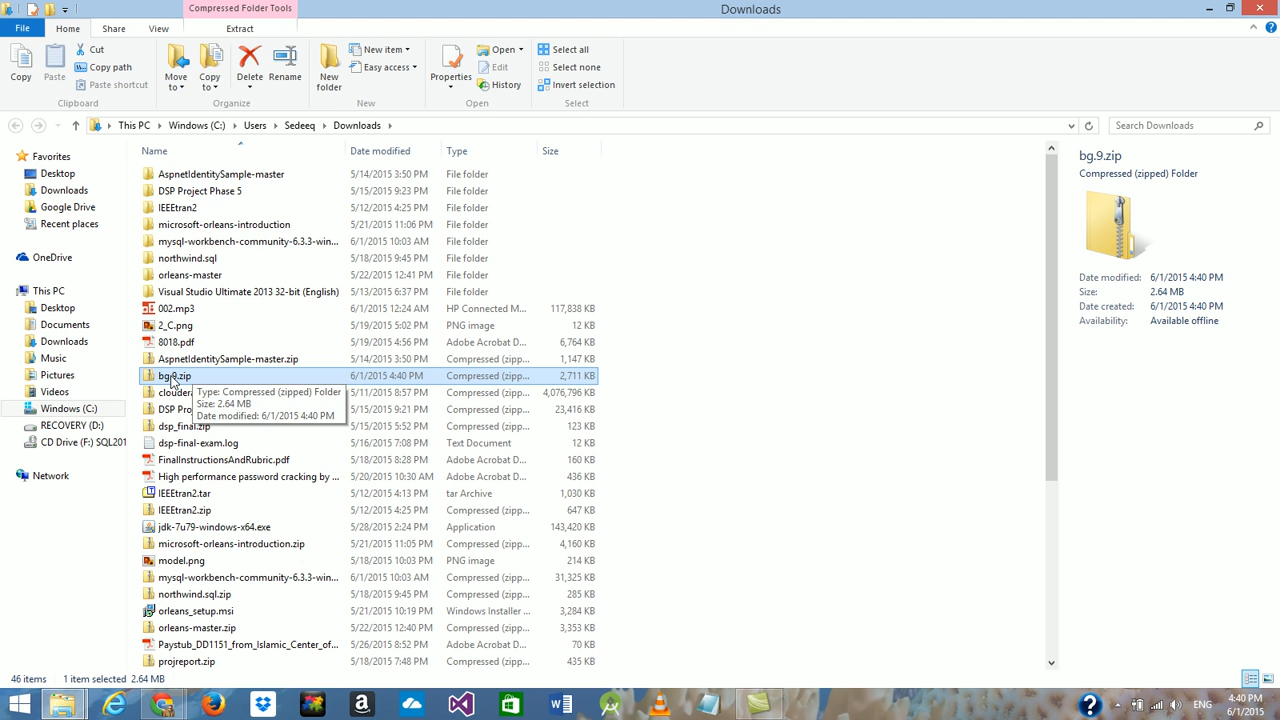 Compressed Folder Tools
Downloads
File
Home
Share
View
Extract
Copy
Paste
Cut
Copy path
Paste shortcut
Clipboard
Move to
Copy to
Delete
Rename
Organize
New folder
New item
Easy access
New
Properties
Open
Edit
History
Open
Select all
Select none
Invert selection
Select
This PC
Windows (C:)
Users
Sedeeq
Downloads
Search Downloads
Favorites
Desktop
Downloads
Google Drive
Recent places
OneDrive
This PC
Desktop
Documents
Downloads
Music
Pictures
Videos
Windows (C:)
RECOVERY (D:)
CD Drive (F:) SQL201
Network
Name Date modified Type Size
AspnetIdentitySample-master 5/14/2015 3:50 PM File folder
DSP Project Phase 5 5/15/2015 9:23 PM File folder
IEEEtran2 5/12/2015 4:25 PM File folder
microsoft-orleans-introduction 5/21/2015 11:06 PM File folder
mysql-workbench-community-6.3.3-win... 6/1/2015 10:03 AM File folder
northwind.sql 5/18/2015 9:45 PM File folder
orleans-master 5/22/2015 12:41 PM File folder
Visual Studio Ultimate 2013 32-bit (English) 5/13/2015 6:37 PM File folder
002.mp3 6/1/2015 12:24 AM HP Connected M... 117,838 KB
2_C.png 5/19/2015 5:02 PM PNG image 12 KB
8018.pdf 5/19/2015 4:56 PM Adobe Acrobat D... 6,764 KB
AspnetIdentitySample-master.zip 5/14/2015 3:50 PM Compressed (zipp... 1,147 KB
bg.9.zip 6/1/2015 4:40 PM Compressed (zipp... 2,711 KB
clouder 5/11/2015 8:57 PM Compressed (zipp... 4,076,796 KB
DSP Pro 5/15/2015 9:21 PM Compressed (zipp... 23,416 KB
dsp_final.zip 5/15/2015 5:52 PM Compressed (zipp... 123 KB
dsp-final-exam.log 5/16/2015 7:08 PM Text Document 12 KB
FinalInstructionsAndRubric.pdf 5/18/2015 8:28 PM Adobe Acrobat D... 160 KB
High performance password cracking by ... 5/20/2015 10:30 AM Adobe Acrobat D... 436 KB
IEEEtran2.tar 5/12/2015 4:13 PM tar Archive 1,030 KB
IEEEtran2.zip 5/12/2015 4:25 PM Compressed (zipp... 647 KB
jdk-7u79-windows-x64.exe 5/28/2015 2:24 PM Application 143,420 KB
microsoft-orleans-introduction.zip 5/21/2015 11:05 PM Compressed (zipp... 4,160 KB
model.png 5/18/2015 10:03 PM PNG image 38 KB
mysql-workbench-community-6.3.3-win... 6/1/2015 10:03 AM Compressed (zipp... 31,325 KB
northwind.sql.zip 5/18/2015 9:45 PM Compressed (zipp... 285 KB
orleans_setup.msi 5/21/2015 10:19 PM Windows Installer ... 3,284 KB
orleans-master.zip 5/22/2015 12:40 PM Compressed (zipp... 3,353 KB
Paystub_DD1151_from_Islamic_Center_of... 5/26/2015 8:52 PM Adobe Acrobat D... 70 KB
projreport.zip 5/18/2015 7:48 PM Compressed (zipp... 435 KB
Type: Compressed (zipped) Folder
Size: 2.64 MB
Date modified: 6/1/2015 4:40 PM
bg.9.zip
Compressed (zipped) Folder
Date modified: 6/1/2015 4:40 PM
Size: 2.64 MB
Date created: 6/1/2015 4:40 PM
Availability: Available offline
46 items 1 item selected 2.64 MB
ENG
4:40 PM
6/1/2015